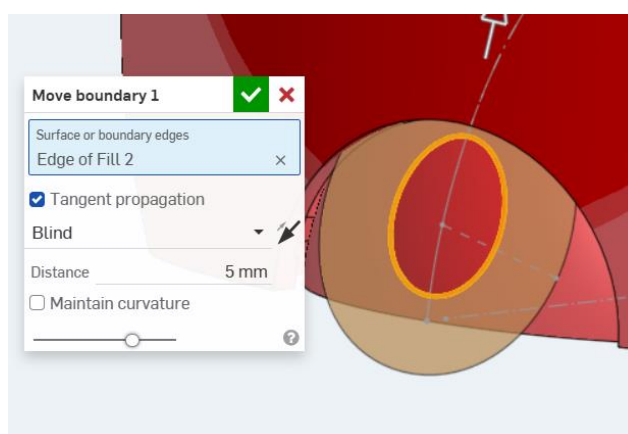 Move boundary 1
Surface or boundary edges
Edge of Fill 2
Tangent propagation
Blind
Distance 5 mm
Maintain curvature